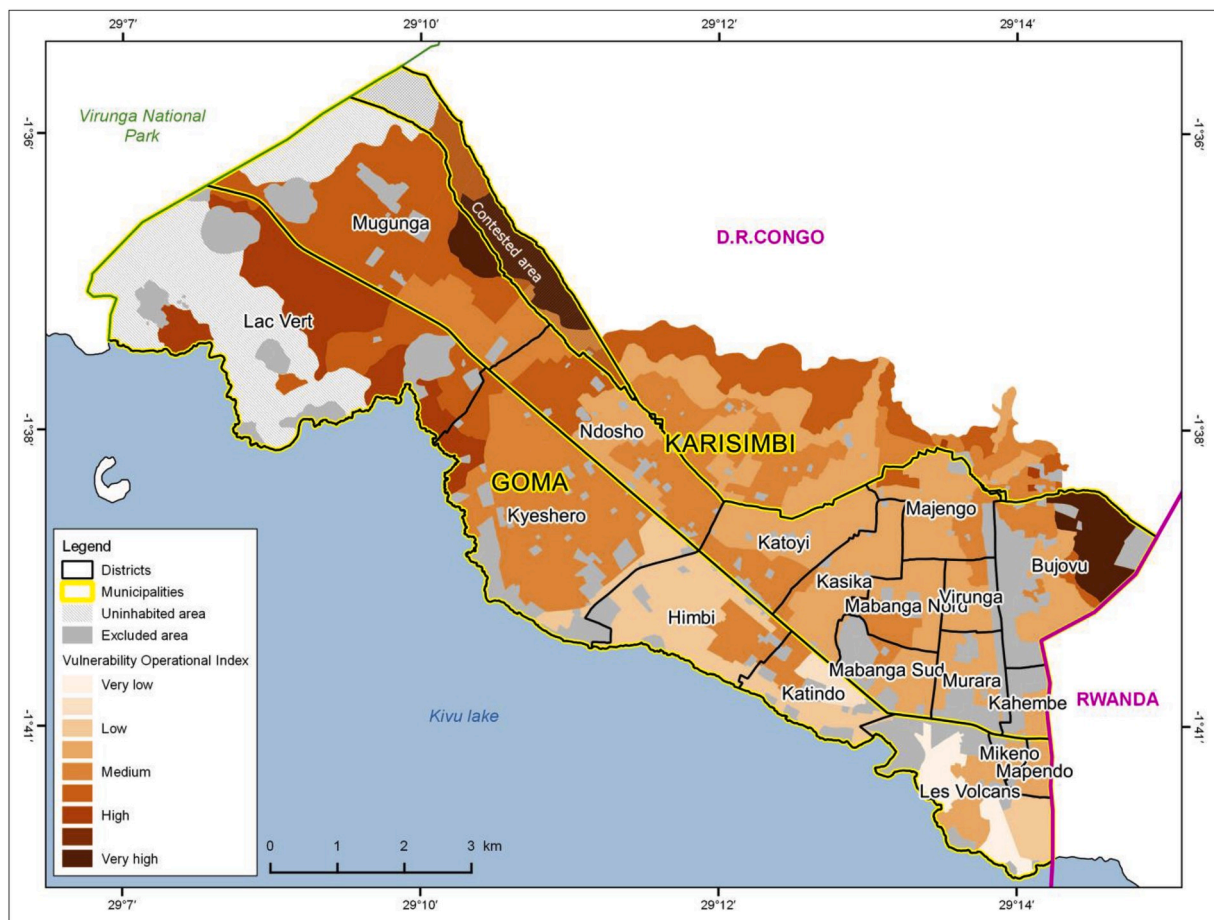 29°7′
29°10′
29°12′
29°14′
Virunga National
Park
-1°36′
-1°36′
Mugunga
Contested area
D.R.CONGO
Lac Vert
-1°38′
-1°38′
Ndosho
KARISIMBI
GOMA
Kyeshero
Majengo
Katoyi
Bujovu
Kasika
Virunga
Mabanga Nord
Himbi
Mabanga Sud
Murara
Katindo
Kahembe
RWANDA
Kivu lake
-1°41′
-1°41′
Mikeno
Mapendo
Les Volcans
Legend
Districts
Municipalities
Uninhabited area
Excluded area
Vulnerability Operational Index
Very low
Low
Medium
High
Very high
0 1 2 3 km
29°7′
29°10′
29°12′
29°14′